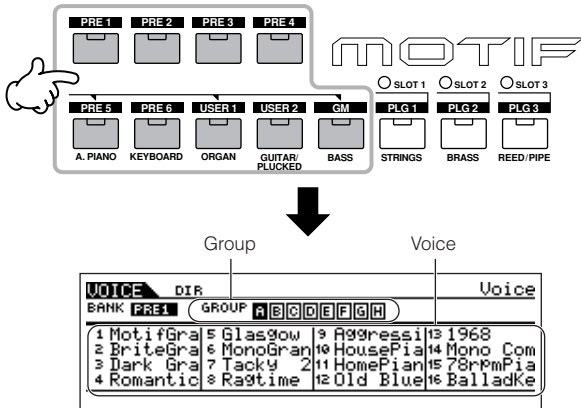 PRE 1 PRE 2 PRE 3 PRE 4
MOTIF
SLOT 1 SLOT 2 SLOT 3
PRE 5 PRE 6 USER 1 USER 2 GM PLG 1 PLG 2 PLG 3
A. PIANO KEYBOARD ORGAN GUITAR/ BASS STRINGS BRASS REED/PIPE
PLUCKED
Group Voice
VOICE DIR Voice
BANK PRE1 GROUP A B C D E F G H
1 MotifGra 5 Glasgow 9 Aggressi 13 1968
2 BriteGra 6 MonoGran 10 HousePia 14 Mono Com
3 Dark Gra 7 Tacky 2 11 HomePian 15 78rpmPia
4 Romantic 8 Ragtime 12 Old Blue 16 BalladKe